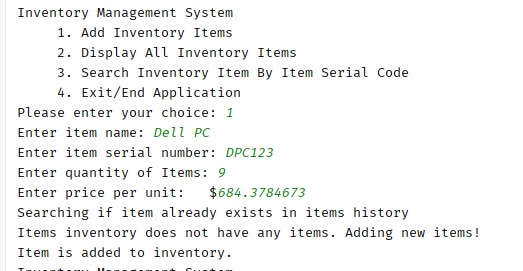 Inventory Management System
1. Add Inventory Items
2. Display All Inventory Items
3. Search Inventory Item By Item Serial Code
4. Exit/End Application
Please enter your choice: 1
Enter item name: Dell PC
Enter item serial number: DPC123
Enter quantity of Items: 9
Enter price per unit:   $684.3784673
Searching if item already exists in items history
Items inventory does not have any items. Adding new items!
Item is added to inventory.